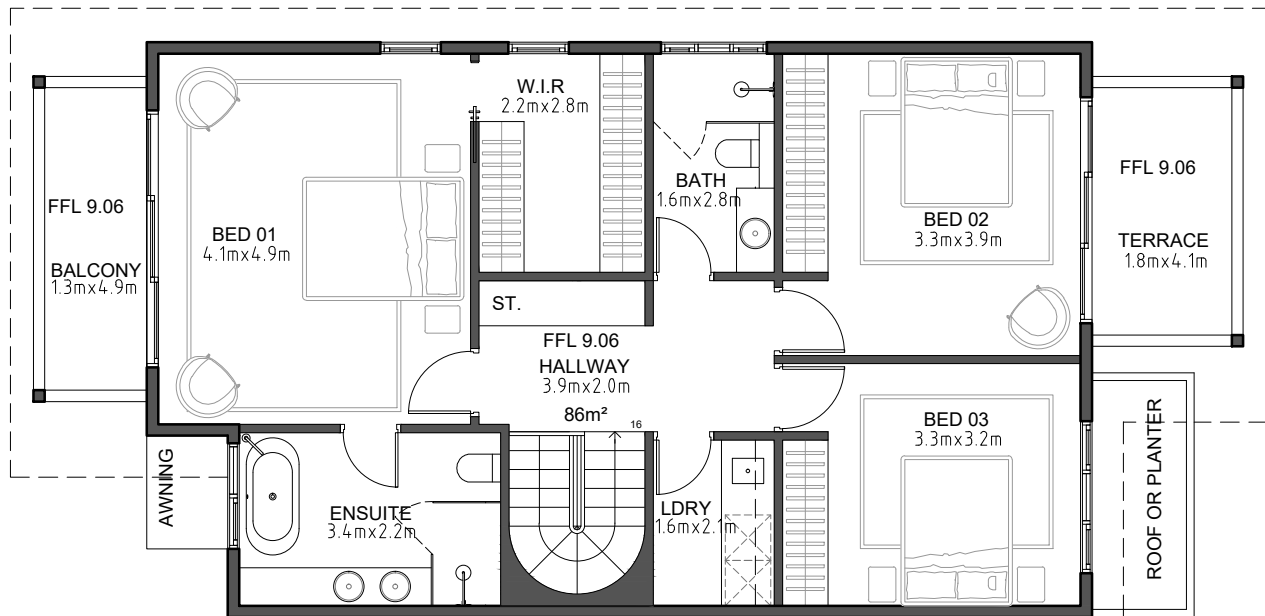 W.I.R
2.2mx2.8m
FFL 9.06
BALCONY
1.3mx4.9m
BED 01
4.1mx4.9m
BATH
1.6mx2.8m
BED 02
3.3mx3.9m
FFL 9.06
TERRACE
1.8mx4.1m
ST.
FFL 9.06
HALLWAY
3.9mx2.0m
86m²
16
BED 03
3.3mx3.2m
AWNING
ENSUITE
3.4mx2.2m
LDRY
1.6mx2.1m
ROOF OR PLANTER